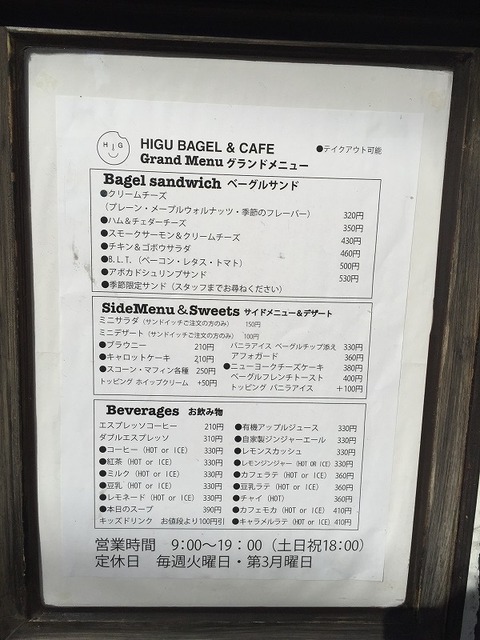 H I G
HIGU BAGEL & CAFE
●テイクアウト可能
Grand Menu グランドメニュー
Bagel sandwich ベーグルサンド
●クリームチーズ
(プレーン・メープルウォルナッツ・季節のフレーバー) 320円
●ハム&チェダーチーズ 350円
●スモークサーモン&クリームチーズ 430円
●チキン&ゴボウサラダ 460円
●B.L.T. (ベーコン・レタス・トマト) 500円
●アボカドシュリンプサンド 530円
●季節限定サンド (スタッフまでお尋ねください)
SideMenu & Sweets サイドメニュー&デザート
ミニサラダ (サンドイッチご注文の方のみ) 150円
ミニデザート (サンドイッチご注文の方のみ) 100円
●ブラウニー 210円
●キャロットケーキ 210円
●スコーン・マフィン各種 250円
トッピング ホイップクリーム +50円
バニラアイス ベーグルチップ添え 330円
アフォガード 360円
●ニューヨークチーズケーキ 380円
ベーグルフレンチトースト 400円
トッピング バニラアイス +100円
Beverages お飲み物
エスプレッソコーヒー 210円
ダブルエスプレッソ 310円
●コーヒー (HOT or ICE) 330円
●紅茶 (HOT or ICE) 330円
●ミルク (HOT or ICE) 330円
●豆乳 (HOT or ICE) 330円
●レモネード (HOT or ICE) 330円
●本日のスープ 390円
キッズドリンク お値段より100円引
●有機アップルジュース 330円
●自家製ジンジャーエール 330円
●レモンスカッシュ 330円
●レモンジンジャー (HOT OR ICE) 330円
●カフェラテ (HOT or ICE) 360円
●豆乳ラテ (HOT or ICE) 360円
●チャイ (HOT) 360円
●カフェモカ (HOT or ICE) 410円
●キャラメルラテ (HOT or ICE) 410円
営業時間 9:00〜19:00 (土日祝18:00)
定休日 毎週火曜日・第3月曜日